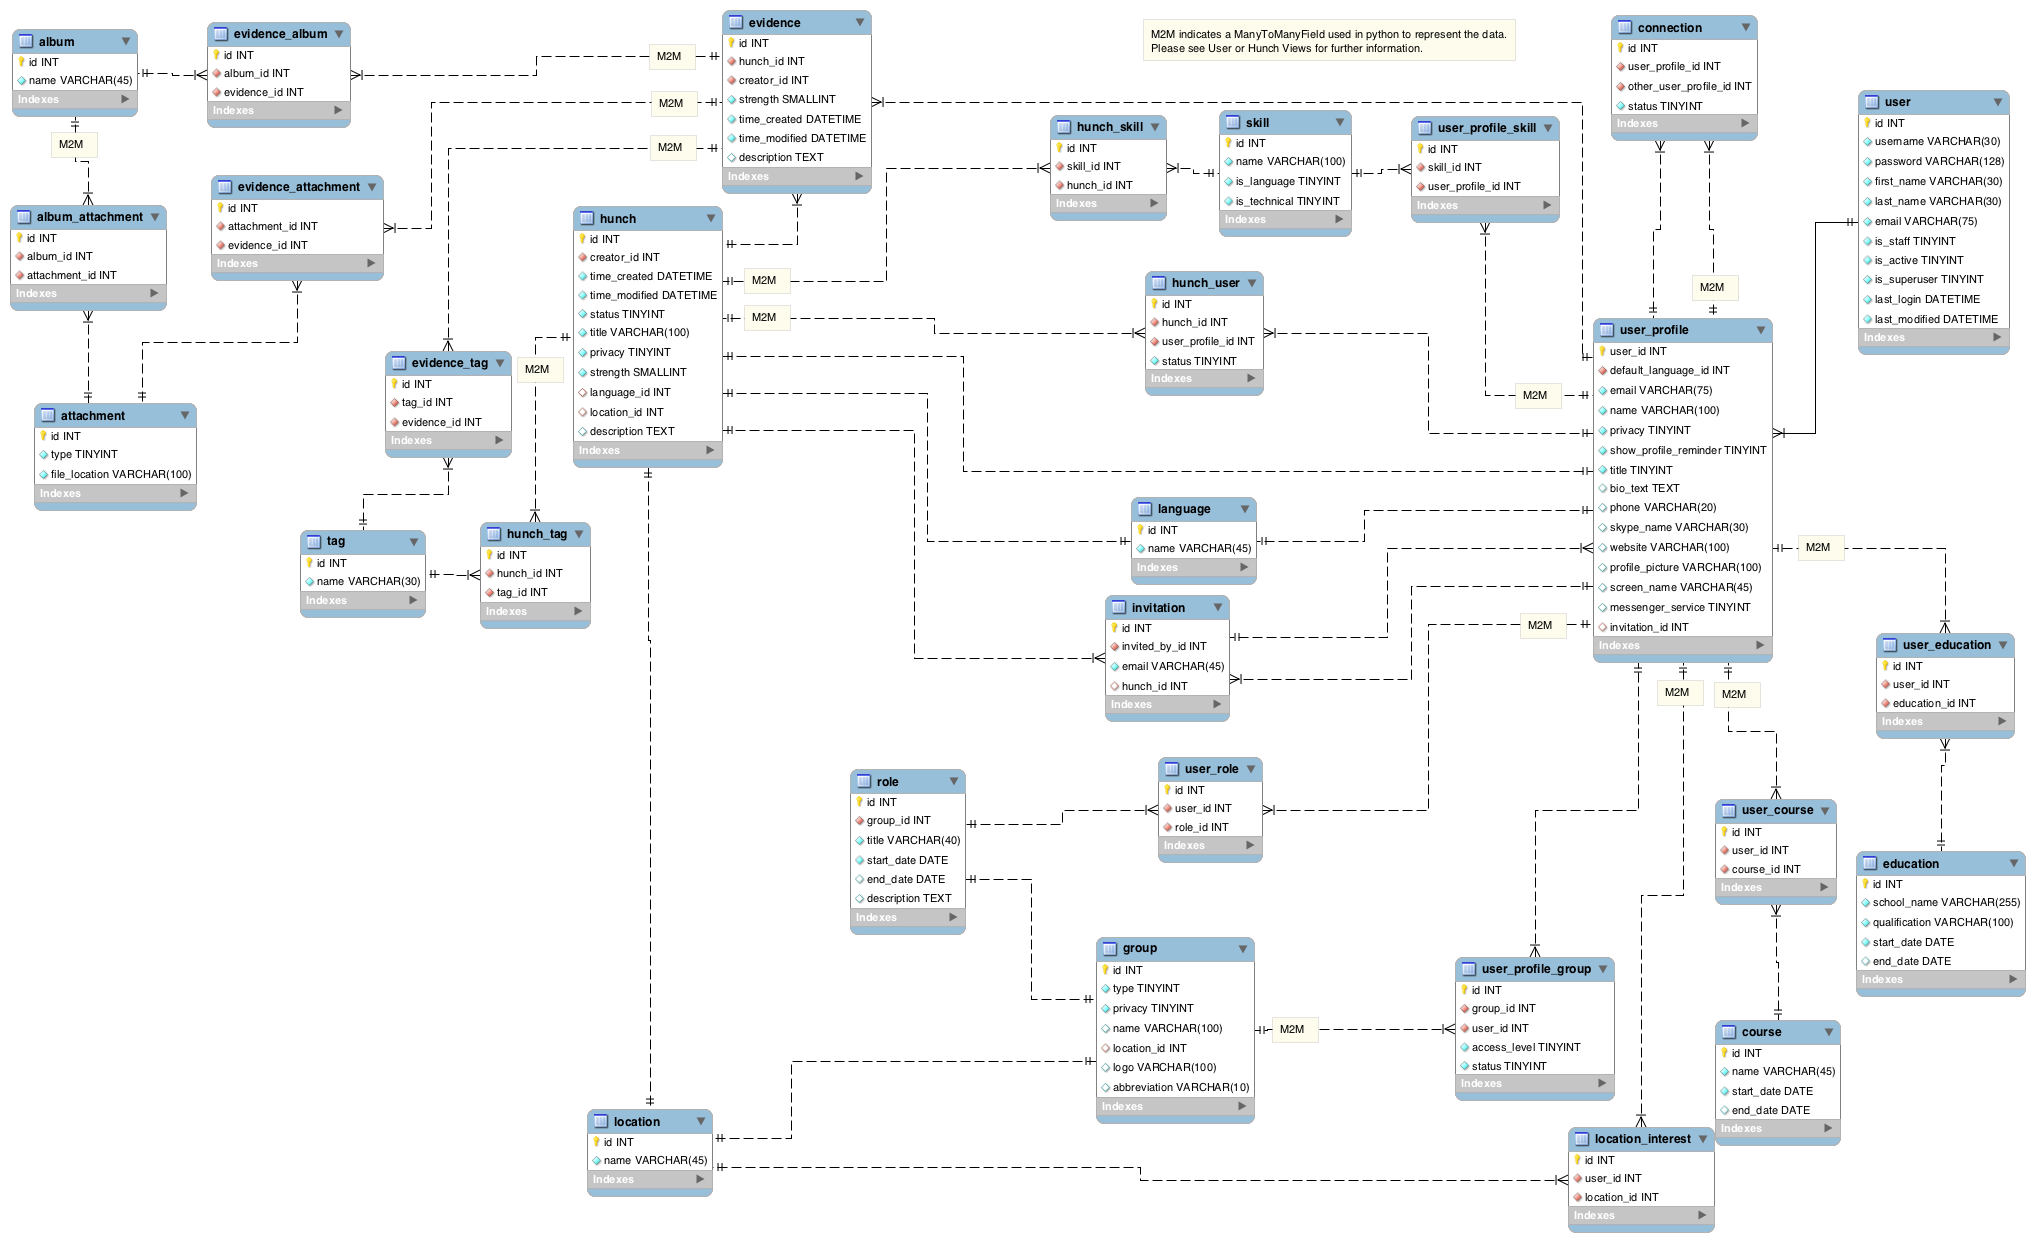 album
id INT
name VARCHAR(45)
Indexes
M2M
evidence_album
id INT
album_id INT
evidence_id INT
Indexes
M2M
M2M
M2M
evidence
id INT
hunch_id INT
creator_id INT
strength SMALLINT
time_created DATETIME
time_modified DATETIME
description TEXT
Indexes
M2M indicates a ManyToManyField used in python to represent the data.
Please see User or Hunch Views for further information.
connection
id INT
user_profile_id INT
other_user_profile_id INT
status TINYINT
Indexes
user
id INT
username VARCHAR(30)
password VARCHAR(128)
first_name VARCHAR(30)
last_name VARCHAR(30)
email VARCHAR(75)
is_staff TINYINT
is_active TINYINT
is_superuser TINYINT
last_login DATETIME
last_modified DATETIME
Indexes
hunch_skill
id INT
skill_id INT
hunch_id INT
Indexes
skill
id INT
name VARCHAR(100)
is_language TINYINT
is_technical TINYINT
Indexes
user_profile_skill
id INT
skill_id INT
user_profile_id INT
Indexes
album_attachment
id INT
album_id INT
attachment_id INT
Indexes
evidence_attachment
id INT
attachment_id INT
evidence_id INT
Indexes
hunch
id INT
creator_id INT
time_created DATETIME
time_modified DATETIME
status TINYINT
title VARCHAR(100)
privacy TINYINT
strength SMALLINT
language_id INT
location_id INT
description TEXT
Indexes
M2M
M2M
M2M
hunch_user
id INT
hunch_id INT
user_profile_id INT
status TINYINT
Indexes
M2M
M2M
user_profile
user_id INT
default_language_id INT
email VARCHAR(75)
name VARCHAR(100)
privacy TINYINT
show_profile_reminder TINYINT
title TINYINT
bio_text TEXT
phone VARCHAR(20)
skype_name VARCHAR(30)
website VARCHAR(100)
profile_picture VARCHAR(100)
screen_name VARCHAR(45)
messenger_service TINYINT
invitation_id INT
Indexes
attachment
id INT
type TINYINT
file_location VARCHAR(100)
Indexes
evidence_tag
id INT
tag_id INT
evidence_id INT
Indexes
tag
id INT
name VARCHAR(30)
Indexes
hunch_tag
id INT
hunch_id INT
tag_id INT
Indexes
language
id INT
name VARCHAR(45)
Indexes
invitation
id INT
invited_by_id INT
email VARCHAR(45)
hunch_id INT
Indexes
M2M
M2M
M2M
M2M
user_education
id INT
user_id INT
education_id INT
Indexes
role
id INT
group_id INT
title VARCHAR(40)
start_date DATE
end_date DATE
description TEXT
Indexes
user_role
id INT
user_id INT
role_id INT
Indexes
user_course
id INT
user_id INT
course_id INT
Indexes
education
id INT
school_name VARCHAR(255)
qualification VARCHAR(100)
start_date DATE
end_date DATE
Indexes
group
id INT
type TINYINT
privacy TINYINT
name VARCHAR(100)
location_id INT
logo VARCHAR(100)
abbreviation VARCHAR(10)
Indexes
M2M
user_profile_group
id INT
group_id INT
user_id INT
access_level TINYINT
status TINYINT
Indexes
course
id INT
name VARCHAR(45)
start_date DATE
end_date DATE
Indexes
location
id INT
name VARCHAR(45)
Indexes
location_interest
id INT
user_id INT
location_id INT
Indexes